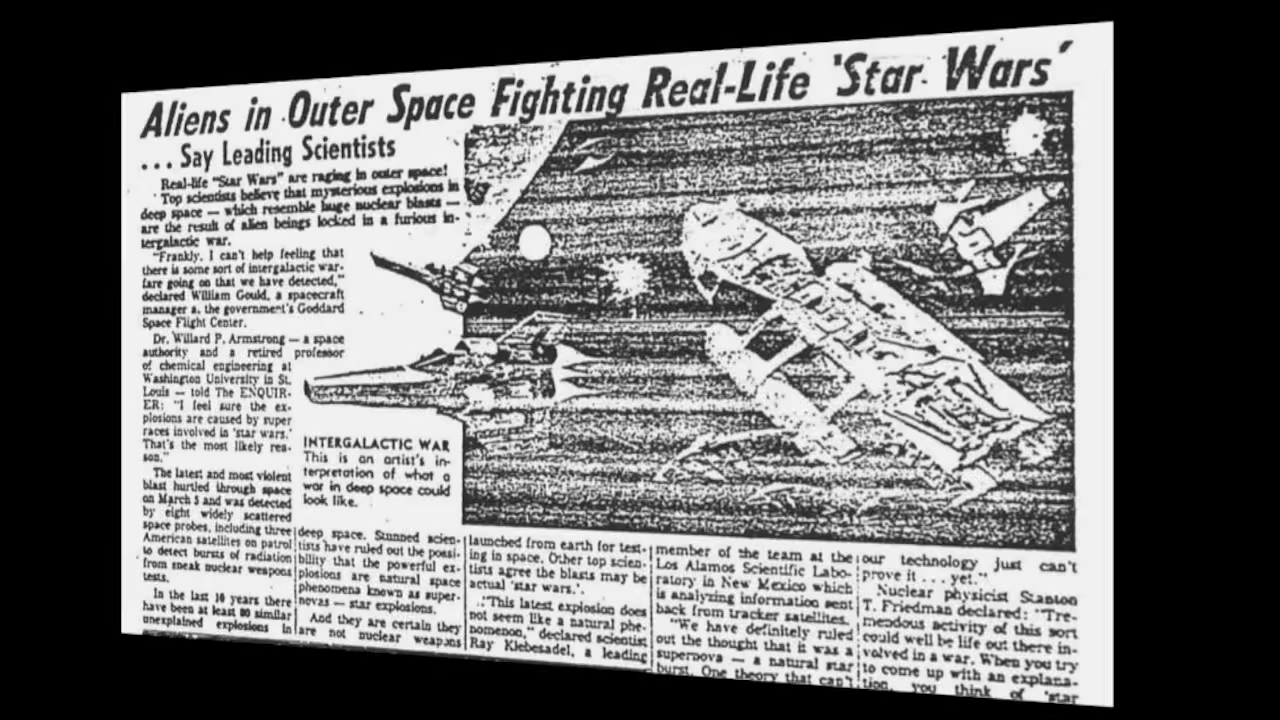 Aliens in Outer Space Fighting Real-Life 'Star Wars'
... Say Leading Scientists
Real-life "Star Wars" are raging in outer space!
Top scientists believe that mysterious explosions in
deep space — which resemble huge nuclear blasts —
are the result of alien beings locked in a furious in-
tergalactic war.
"Frankly, I can't help feeling that
there is some sort of intergalactic war-
fare going on that we have detected,"
declared William Gould, a spacecraft
manager a. the government's Goddard
Space Flight Center.
Dr. Willard P. Armstrong — a space
authority and a retired professor
of chemical engineering at
Washington University in St.
Louis — told The ENQUIR-
ER: "I feel sure the ex-
plosions are caused by super
races involved in 'star wars.'
That's the most likely rea-
son."
The latest and most violent
blast hurtled through space
on March 5 and was detected
by eight widely scattered
space probes, including three
American satellites on patrol
to detect bursts of radiation
from sneak nuclear weapons
tests.
In the last 10 years there
have been at least 80 similar
unexplained explosions in
INTERGALACTIC WAR
This is an artist's in-
terpretation of what a
war in deep space could
look like.
deep space. Stunned scien-
tists have ruled out the possi-
bility that the powerful ex-
plosions are natural space
phenomena known as super-
novas — star explosions.
And they are certain they
are not nuclear weapons
launched from earth for test-
ing in space. Other top scien-
tists agree the blasts may be
actual 'star wars.'
"This latest explosion does
not seem like a natural phe-
nomenon," declared scientist
Ray Klebesadel, a leading
member of the team at the
Los Alamos Scientific Labo-
ratory in New Mexico which
is analyzing information sent
back from tracker satellites.
"We have definitely ruled
out the thought that it was a
supernova — a natural star
burst. One theory that can't
our technology just can't
prove it . . . yet."
Nuclear physicist Stanton
T. Friedman declared: "Tre-
mendous activity of this sort
could well be life out there in-
volved in a war. When you try
to come up with an explana-
tion, you think of 'star